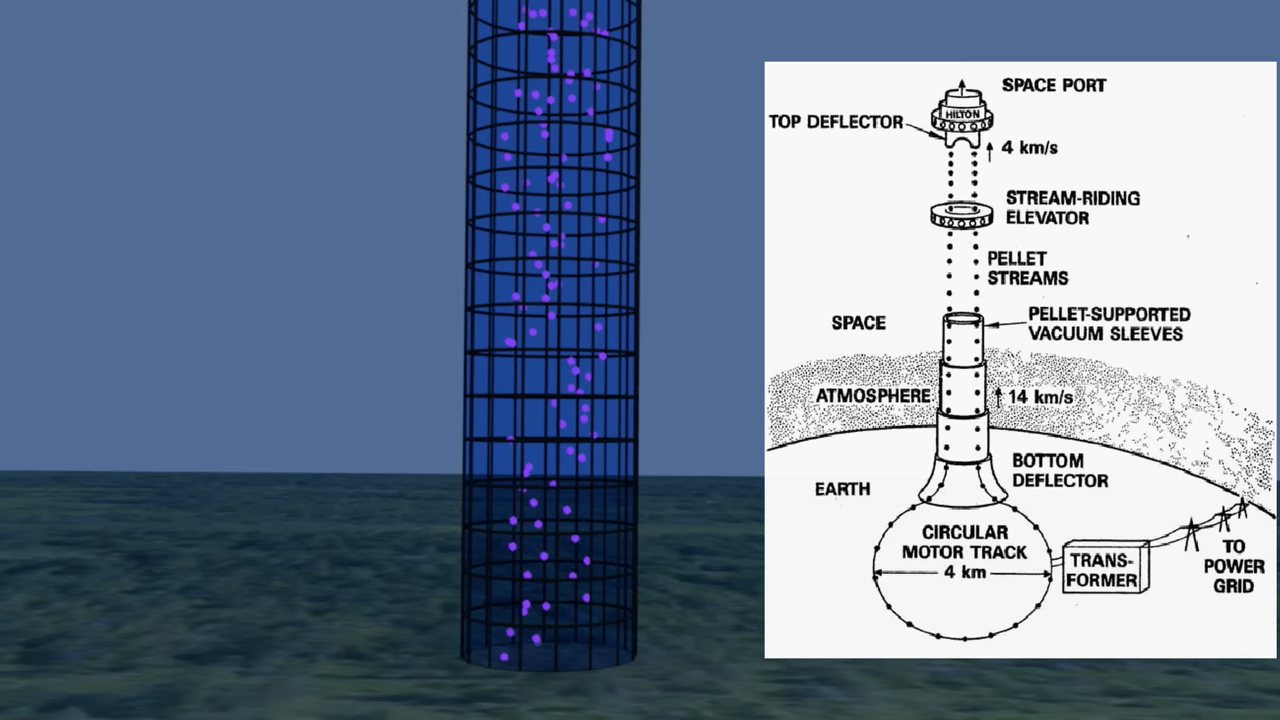 SPACE PORT
HILTON
TOP DEFLECTOR
4 km/s
STREAM-RIDING
ELEVATOR
PELLET
STREAMS
PELLET-SUPPORTED
VACUUM SLEEVES
SPACE
ATMOSPHERE
14 km/s
BOTTOM
DEFLECTOR
EARTH
CIRCULAR
MOTOR TRACK
4 km
TRANS-
FORMER
TO
POWER
GRID